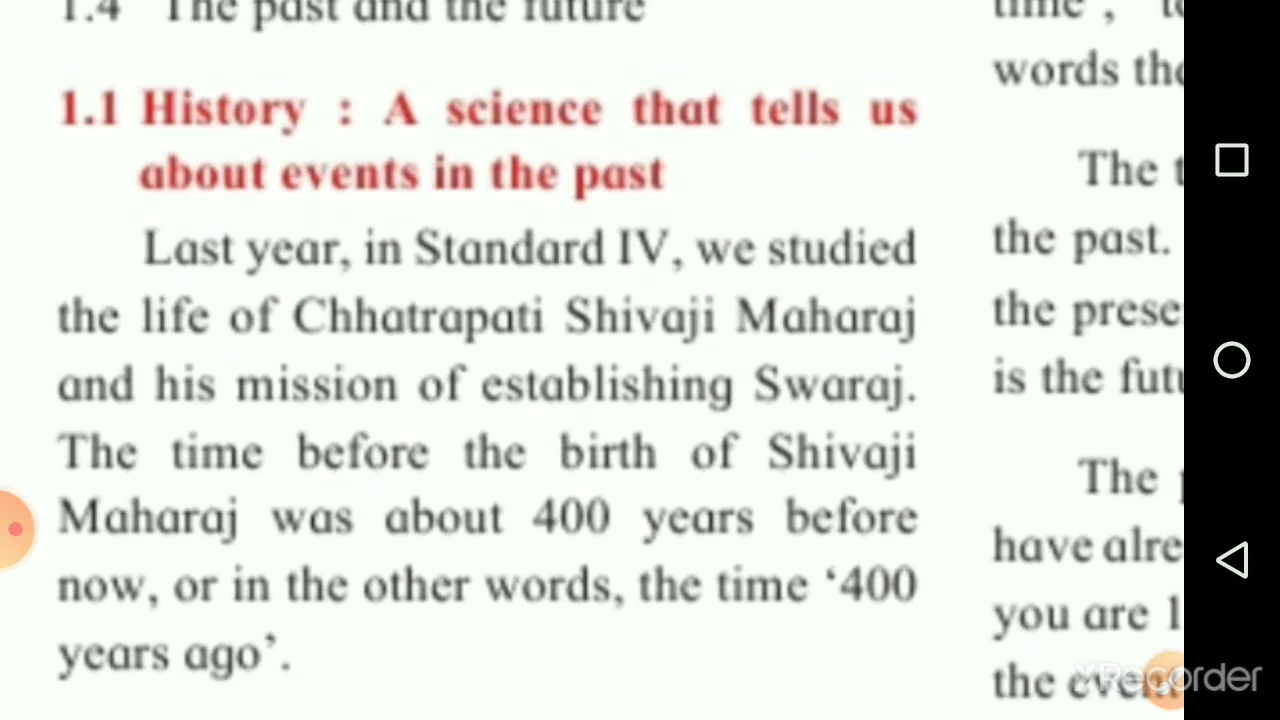 1.4 The past and the future
1.1 History : A science that tells us
about events in the past
Last year, in Standard IV, we studied
the life of Chhatrapati Shivaji Maharaj
and his mission of establishing Swaraj.
The time before the birth of Shivaji
Maharaj was about 400 years before
now, or in the other words, the time ‘400
years ago’.
time’,
words
The
the past.
the
is the
The
have
you are
the
XRecorder